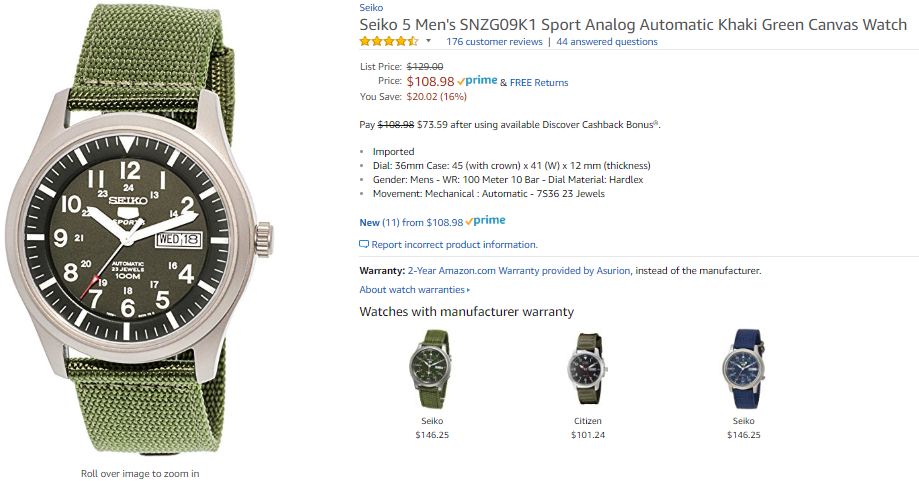 Seiko
Seiko 5 Men's SNZG09K1 Sport Analog Automatic Khaki Green Canvas Watch
176 customer reviews | 44 answered questions
List Price: $129.00
Price: $108.98 prime & FREE Returns
You Save: $20.02 (16%)
Pay $108.98 $73.59 after using available Discover Cashback Bonus®.
Imported
Dial: 36mm Case: 45 (with crown) x 41 (W) x 12 mm (thickness)
Gender: Mens - WR: 100 Meter 10 Bar - Dial Material: Hardlex
Movement: Mechanical : Automatic - 7S36 23 Jewels
New (11) from $108.98 prime
Report incorrect product information.
Warranty: 2-Year Amazon.com Warranty provided by Asurion, instead of the manufacturer.
About watch warranties
Watches with manufacturer warranty
Seiko
$146.25
Citizen
$101.24
Seiko
$146.25
11 12
23 24 13
10 22 SEIKO 14 2
5
SPORTS
9 21 WED 18
8 20 AUTOMATIC 16 4
23 JEWELS
100M
19 18 17
7 6 5
Roll over image to zoom in